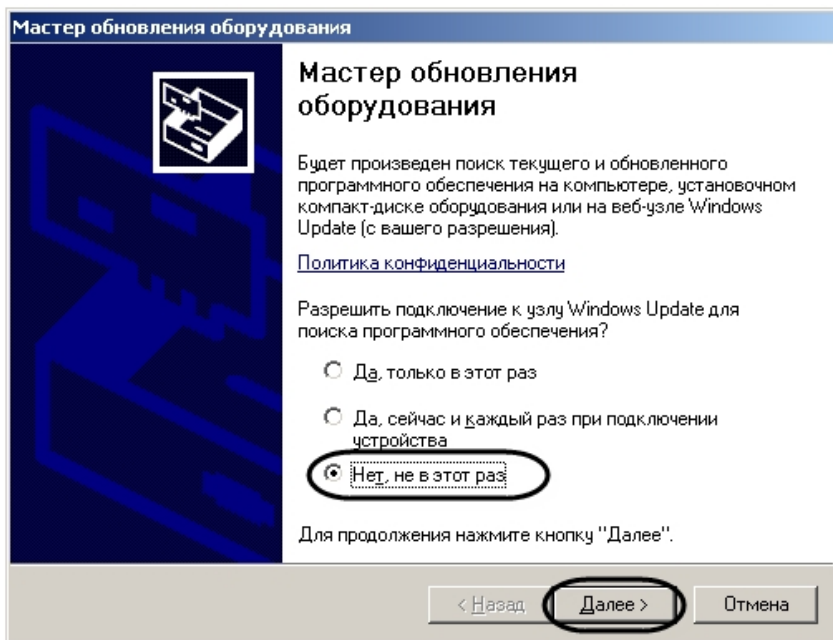 Мастер обновления оборудования
Мастер обновления
оборудования
Будет произведен поиск текущего и обновленного
программного обеспечения на компьютере, установочном
компакт-диске оборудования или на веб-узле Windows
Update (с вашего разрешения).
Политика конфиденциальности
Разрешить подключение к узлу Windows Update для
поиска программного обеспечения?
Да, только в этот раз
Да, сейчас и каждый раз при подключении
устройства
Нет, не в этот раз
Для продолжения нажмите кнопку "Далее".
< Назад
Далее >
Отмена